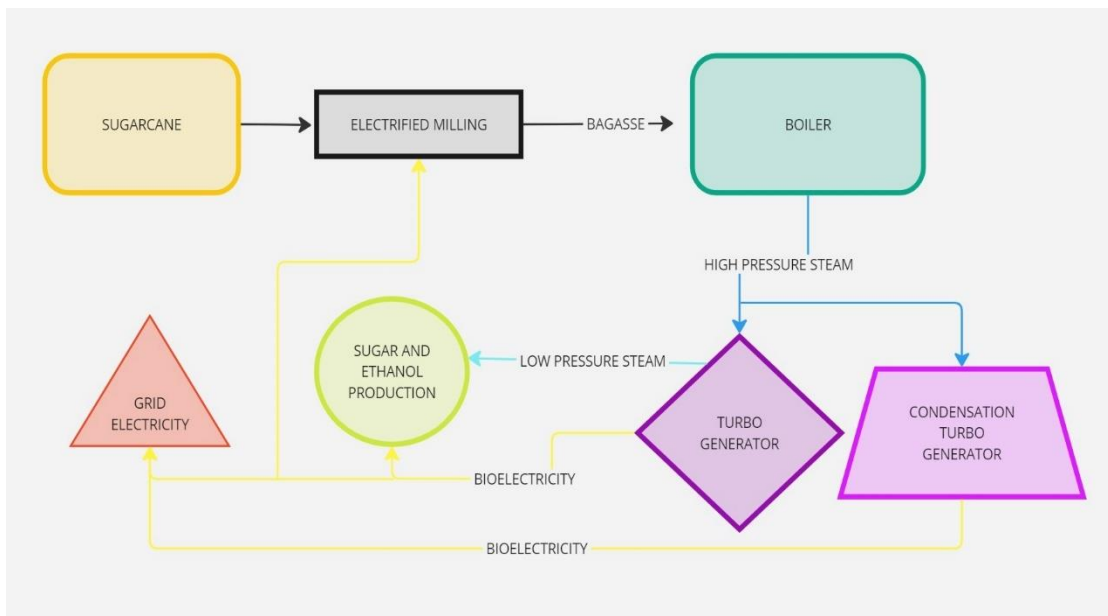 SUGARCANE
ELECTRIFIED MILLING
BAGASSE
BOILER
HIGH PRESSURE STEAM
SUGAR AND
ETHANOL
PRODUCTION
LOW PRESSURE STEAM
GRID
ELECTRICITY
TURBO
GENERATOR
CONDENSATION
TURBO
GENERATOR
BIOELECTRICITY
BIOELECTRICITY